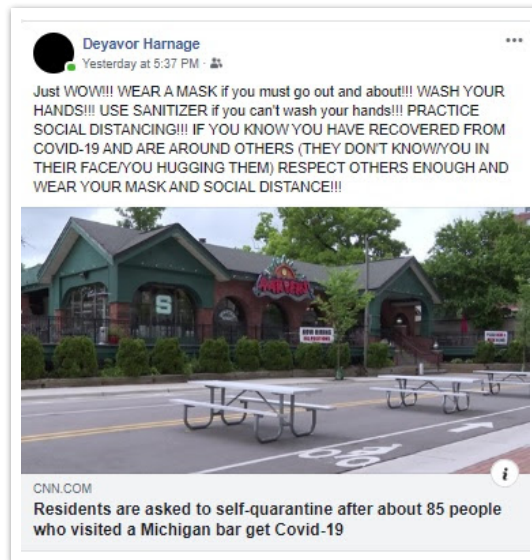 Deyavor Harnage
Yesterday at 5:37 PM ·
Just WOW!!! WEAR A MASK if you must go out and about!!! WASH YOUR
HANDS!!! USE SANITIZER if you can't wash your hands!!! PRACTICE
SOCIAL DISTANCING!!! IF YOU KNOW YOU HAVE RECOVERED FROM
COVID-19 AND ARE AROUND OTHERS (THEY DON'T KNOW/YOU IN
THEIR FACE/YOU HUGGING THEM) RESPECT OTHERS ENOUGH AND
WEAR YOUR MASK AND SOCIAL DISTANCE!!!
S
CNN.COM
Residents are asked to self-quarantine after about 85 people
who visited a Michigan bar get Covid-19